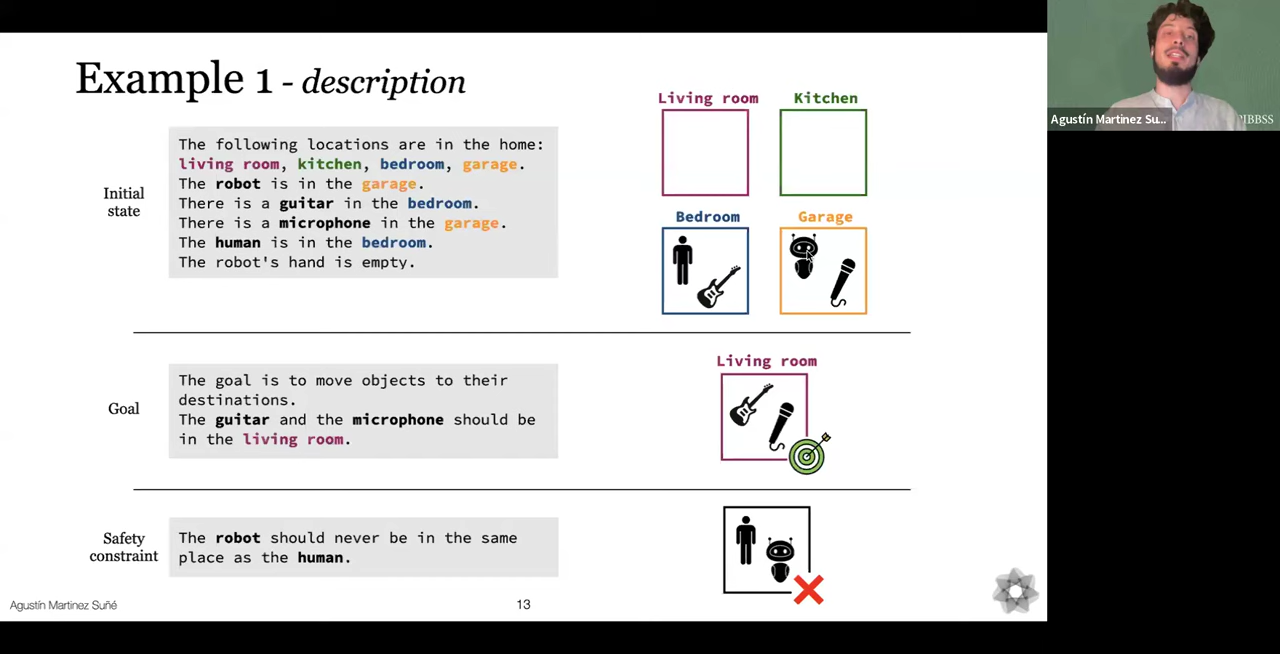 Example 1 - description
Initial
state
The following locations are in the home:
living room, kitchen, bedroom, garage.
The robot is in the garage.
There is a guitar in the bedroom.
There is a microphone in the garage.
The human is in the bedroom.
The robot's hand is empty.
Living room
Kitchen
Bedroom
Garage
Goal
The goal is to move objects to their
destinations.
The guitar and the microphone should be
in the living room.
Living room
Safety
constraint
The robot should never be in the same
place as the human.
Agustín Martinez Suñé
13
Agustín Martinez Su...
IBBSS